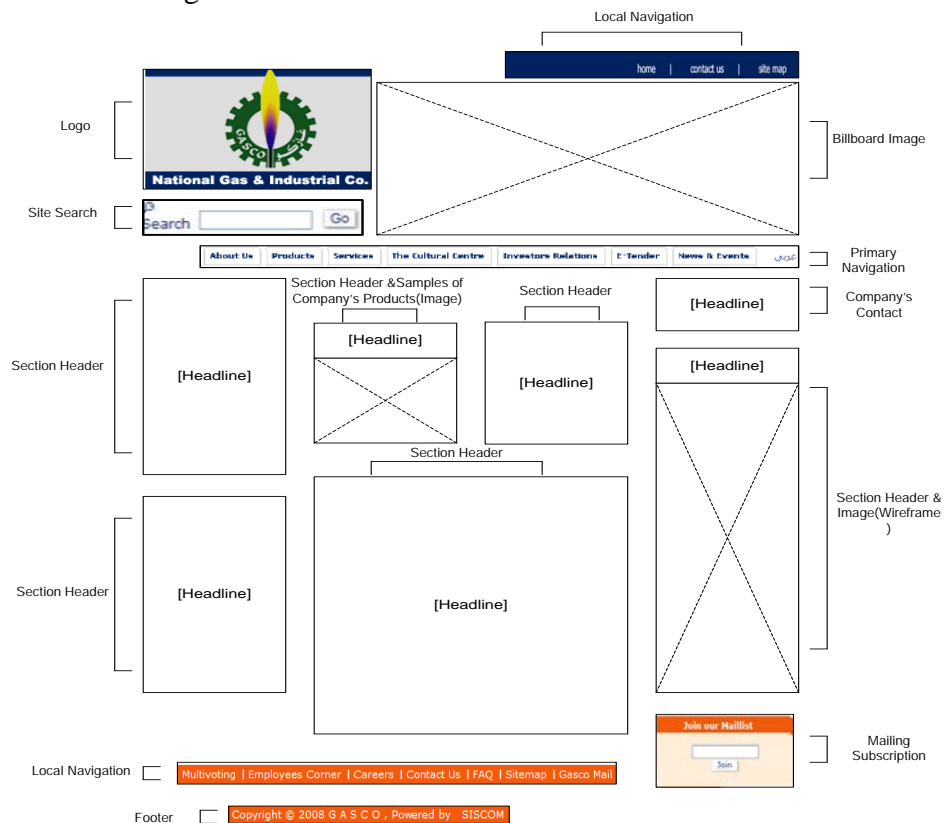 Local Navigation
home | contact us | site map
Logo
GASCO غازكو
National Gas & Industrial Co.
Billboard Image
Site Search
Search
Go
About Us Products Services The Cultural Centre Investors Relations E-Tender News & Events عربي
Primary
Navigation
Section Header &Samples of
Company's Products(Image)
Section Header
[Headline]
Company's
Contact
Section Header
[Headline]
[Headline]
[Headline]
[Headline]
Section Header
Section Header &
Image(Wireframe
)
Section Header
[Headline]
[Headline]
Join our Maillist
Join
Mailing
Subscription
Local Navigation
Multivoting | Employees Corner | Careers | Contact Us | FAQ | Sitemap | Gasco Mail
Footer
Copyright © 2008 G A S C O , Powered by SISCOM